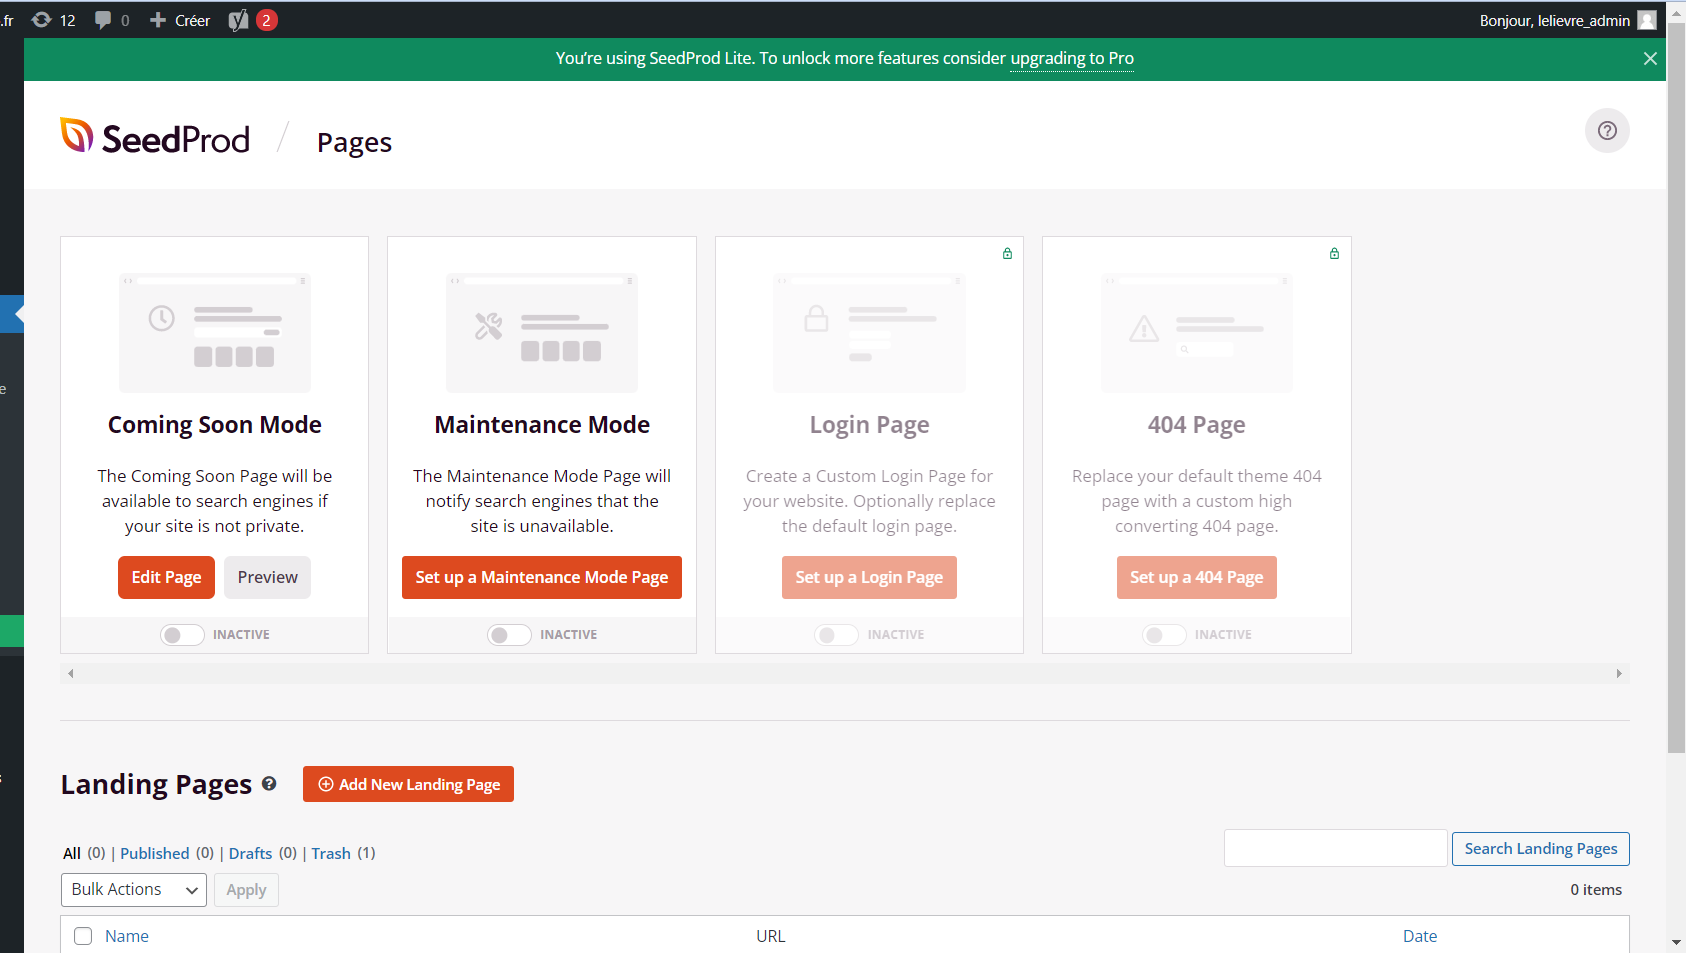 .fr 12 0 Créer 2 Bonjour, lelievre_admin
You're using SeedProd Lite. To unlock more features consider upgrading to Pro
SeedProd / Pages
Coming Soon Mode
The Coming Soon Page will be
available to search engines if
your site is not private.
Edit Page Preview
INACTIVE
Maintenance Mode
The Maintenance Mode Page will
notify search engines that the
site is unavailable.
Set up a Maintenance Mode Page
INACTIVE
Login Page
Create a Custom Login Page for
your website. Optionally replace
the default login page.
Set up a Login Page
INACTIVE
404 Page
Replace your default theme 404
page with a custom high
converting 404 page.
Set up a 404 Page
INACTIVE
e
Landing Pages Add New Landing Page
All (0) | Published (0) | Drafts (0) | Trash (1) Search Landing Pages
Bulk Actions Apply 0 items
Name URL Date